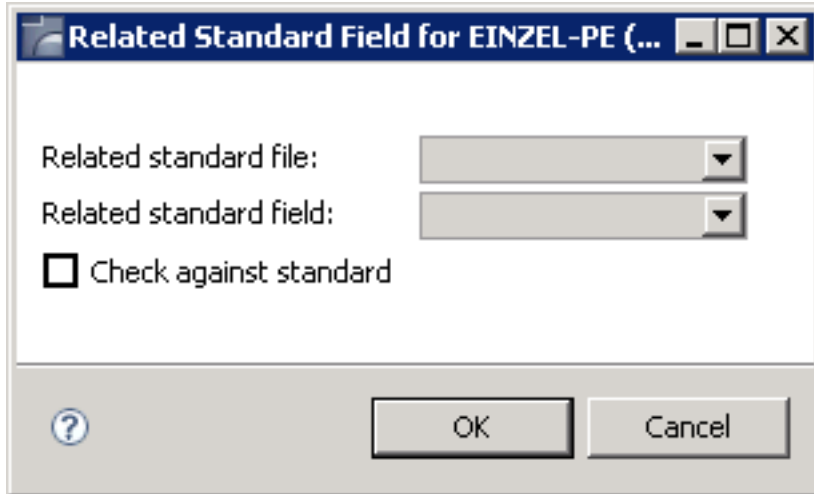 Related Standard Field for EINZEL-PE (...
Related standard file:
Related standard field:
Check against standard
?
OK
Cancel